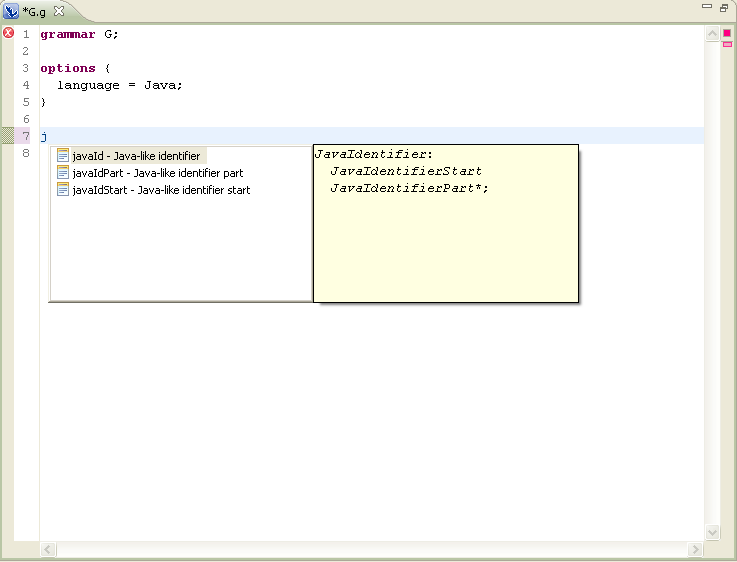 *G.g
1 grammar G;
2
3 options {
4 language = Java;
5 }
6
7 j
8
javaId - Java-like identifier
javaIdPart - Java-like identifier part
javaIdStart - Java-like identifier start
JavaIdentifier:
JavaIdentifierStart
JavaIdentifierPart*;